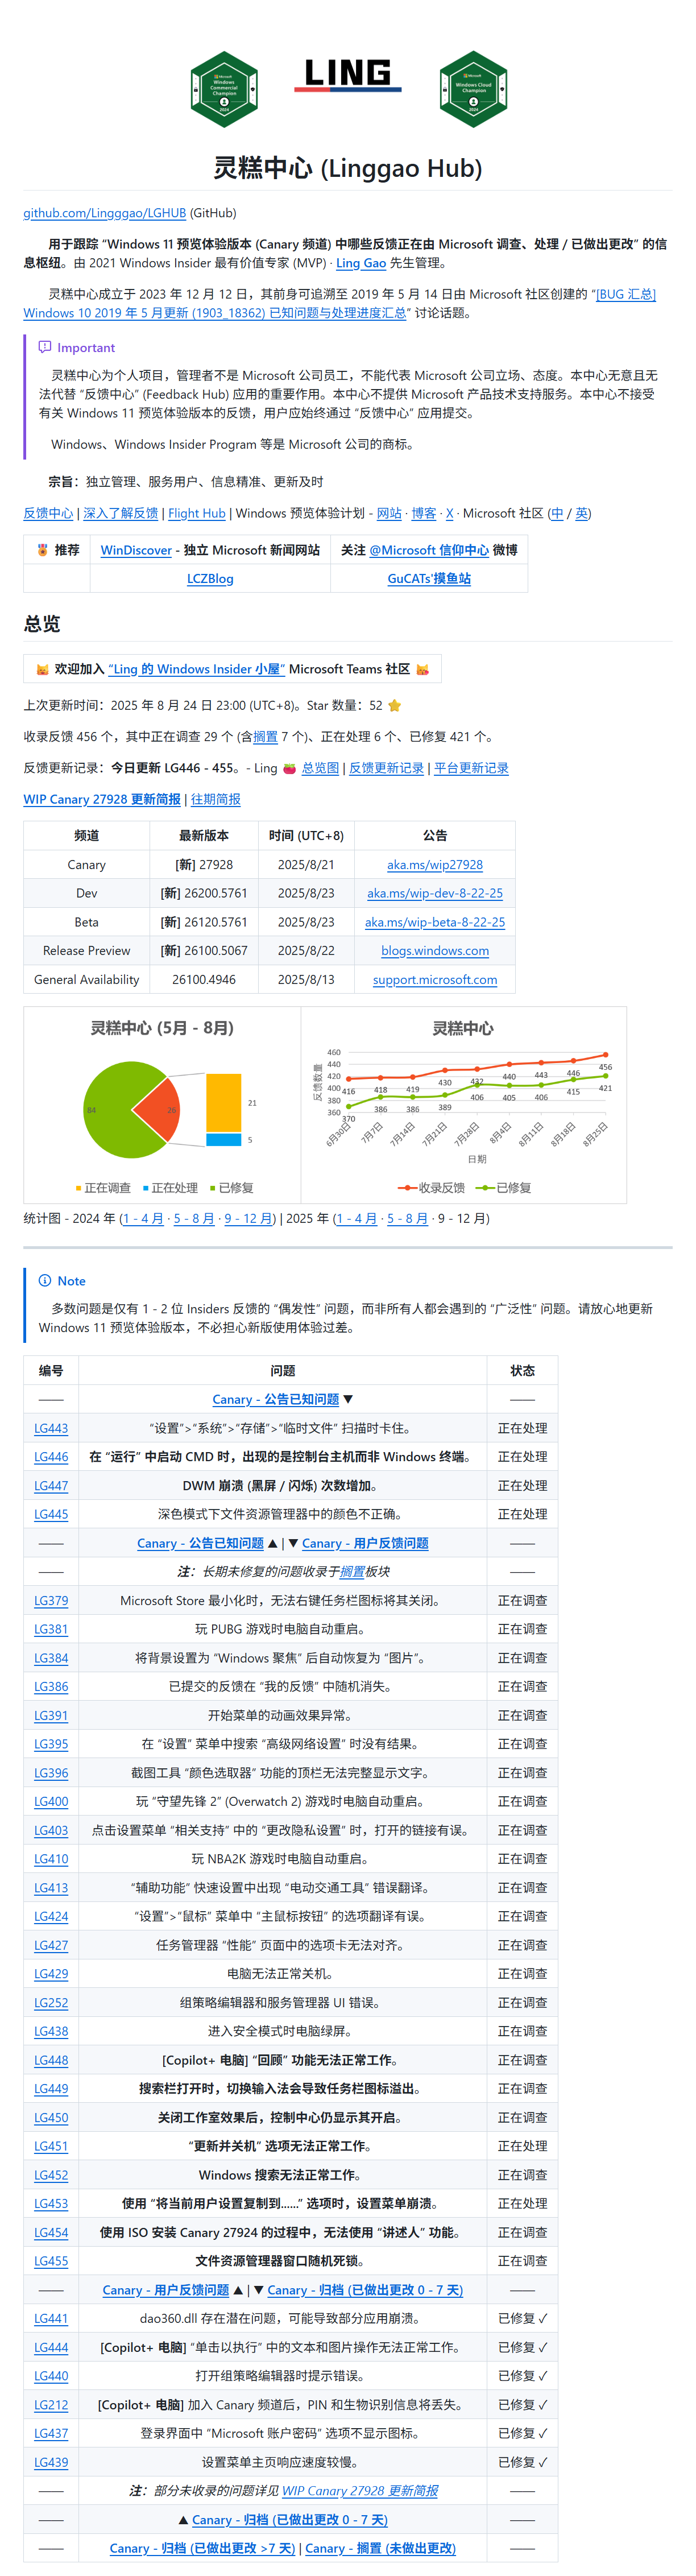 Microsoft
Windows
Commercial
Champion
2024
LING
Microsoft
Windows Cloud
Champion
2024
灵糕中心 (Linggao Hub)
github.com/Lingggao/LGHUB (GitHub)
用于跟踪 “Windows 11 预览体验版本 (Canary 频道) 中哪些反馈正在由 Microsoft 调查、处理 / 已做出更改” 的信
息枢纽。由 2021 Windows Insider 最有价值专家 (MVP) · Ling Gao 先生管理。
灵糕中心成立于 2023 年 12 月 12 日，其前身可追溯至 2019 年 5 月 14 日由 Microsoft 社区创建的 “[BUG 汇总]
Windows 10 2019 年 5 月更新 (1903_18362) 已知问题与处理进度汇总” 讨论话题。
Important
灵糕中心为个人项目，管理者不是 Microsoft 公司员工，不能代表 Microsoft 公司立场、态度。本中心无意且无
法代替 “反馈中心” (Feedback Hub) 应用的重要作用。本中心不提供 Microsoft 产品技术支持服务。本中心不接受
有关 Windows 11 预览体验版本的反馈，用户应始终通过 “反馈中心” 应用提交。
Windows、Windows Insider Program 等是 Microsoft 公司的商标。
宗旨：独立管理、服务用户、信息精准、更新及时
反馈中心 | 深入了解反馈 | Flight Hub | Windows 预览体验计划 - 网站 · 博客 · X · Microsoft 社区 (中 / 英)
🏅 推荐 WinDiscover - 独立 Microsoft 新闻网站 关注 @Microsoft 信仰中心 微博
LCZBlog GuCATs'摸鱼站
总览
欢迎加入 “Ling 的 Windows Insider 小屋” Microsoft Teams 社区
上次更新时间：2025 年 8 月 24 日 23:00 (UTC+8)。Star 数量：52 ⭐
收录反馈 456 个，其中正在调查 29 个 (含搁置 7 个)、正在处理 6 个、已修复 421 个。
反馈更新记录：今日更新 LG446 - 455。- Ling 🍓 总览图 | 反馈更新记录 | 平台更新记录
WIP Canary 27928 更新简报 | 往期简报
频道 最新版本 时间 (UTC+8) 公告
Canary [新] 27928 2025/8/21 aka.ms/wip27928
Dev [新] 26200.5761 2025/8/23 aka.ms/wip-dev-8-22-25
Beta [新] 26120.5761 2025/8/23 aka.ms/wip-beta-8-22-25
Release Preview [新] 26100.5067 2025/8/22 blogs.windows.com
General Availability 26100.4946 2025/8/13 support.microsoft.com
灵糕中心 (5月 - 8月)
84 26 21 5
正在调查 正在处理 已修复
灵糕中心
反馈数量
460
440
420
400
380
360
416 418 419 430 432 440 443 446 456
370 386 386 389 406 405 406 415 421
6月30日 7月7日 7月14日 7月21日 7月28日 8月4日 8月11日 8月18日 8月25日
日期
收录反馈 已修复
统计图 - 2024 年 (1 - 4 月 · 5 - 8 月 · 9 - 12 月) | 2025 年 (1 - 4 月 · 5 - 8 月 · 9 - 12 月)
Note
多数问题是仅有 1 - 2 位 Insiders 反馈的 “偶发性” 问题，而非所有人都会遇到的 “广泛性” 问题。请放心地更新
Windows 11 预览体验版本，不必担心新版使用体验过差。
编号 问题 状态
—— Canary - 公告已知问题 ▼ ——
LG443 “设置”>“系统”>“存储”>“临时文件” 扫描时卡住。 正在处理
LG446 在 “运行” 中启动 CMD 时，出现的是控制台主机而非 Windows 终端。 正在处理
LG447 DWM 崩溃 (黑屏 / 闪烁) 次数增加。 正在处理
LG445 深色模式下文件资源管理器中的颜色不正确。 正在处理
—— Canary - 公告已知问题 ▲ | ▼ Canary - 用户反馈问题 ——
—— 注：长期未修复的问题收录于搁置板块 ——
LG379 Microsoft Store 最小化时，无法右键任务栏图标将其关闭。 正在调查
LG381 玩 PUBG 游戏时电脑自动重启。 正在调查
LG384 将背景设置为 “Windows 聚焦” 后自动恢复为 “图片”。 正在调查
LG386 已提交的反馈在 “我的反馈” 中随机消失。 正在调查
LG391 开始菜单的动画效果异常。 正在调查
LG395 在 “设置” 菜单中搜索 “高级网络设置” 时没有结果。 正在调查
LG396 截图工具 “颜色选取器” 功能的顶栏无法完整显示文字。 正在调查
LG400 玩 “守望先锋 2” (Overwatch 2) 游戏时电脑自动重启。 正在调查
LG403 点击设置菜单 “相关支持” 中的 “更改隐私设置” 时，打开的链接有误。 正在调查
LG410 玩 NBA2K 游戏时电脑自动重启。 正在调查
LG413 “辅助功能” 快速设置中出现 “电动交通工具” 错误翻译。 正在调查
LG424 “设置”>“鼠标” 菜单中 “主鼠标按钮” 的选项翻译有误。 正在调查
LG427 任务管理器 “性能” 页面中的选项卡无法对齐。 正在调查
LG429 电脑无法正常关机。 正在调查
LG252 组策略编辑器和服务管理器 UI 错误。 正在调查
LG438 进入安全模式时电脑绿屏。 正在调查
LG448 [Copilot+ 电脑] “回顾” 功能无法正常工作。 正在调查
LG449 搜索栏打开时，切换输入法会导致任务栏图标溢出。 正在调查
LG450 关闭工作室效果后，控制中心仍显示其开启。 正在调查
LG451 “更新并关机” 选项无法正常工作。 正在处理
LG452 Windows 搜索无法正常工作。 正在调查
LG453 使用 “将当前用户设置复制到……” 选项时，设置菜单崩溃。 正在处理
LG454 使用 ISO 安装 Canary 27924 的过程中，无法使用 “讲述人” 功能。 正在调查
LG455 文件资源管理器窗口随机死锁。 正在调查
—— Canary - 用户反馈问题 ▲ | ▼ Canary - 归档 (已做出更改 0 - 7 天) ——
LG441 dao360.dll 存在潜在问题，可能导致部分应用崩溃。 已修复 ✓
LG444 [Copilot+ 电脑] “单击以执行” 中的文本和图片操作无法正常工作。 已修复 ✓
LG440 打开组策略编辑器时提示错误。 已修复 ✓
LG212 [Copilot+ 电脑] 加入 Canary 频道后，PIN 和生物识别信息将丢失。 已修复 ✓
LG437 登录界面中 “Microsoft 账户密码” 选项不显示图标。 已修复 ✓
LG439 设置菜单主页响应速度较慢。 已修复 ✓
—— 注：部分未收录的问题详见 WIP Canary 27928 更新简报 ——
—— ▲ Canary - 归档 (已做出更改 0 - 7 天) ——
—— Canary - 归档 (已做出更改 >7 天) | Canary - 搁置 (未做出更改) ——